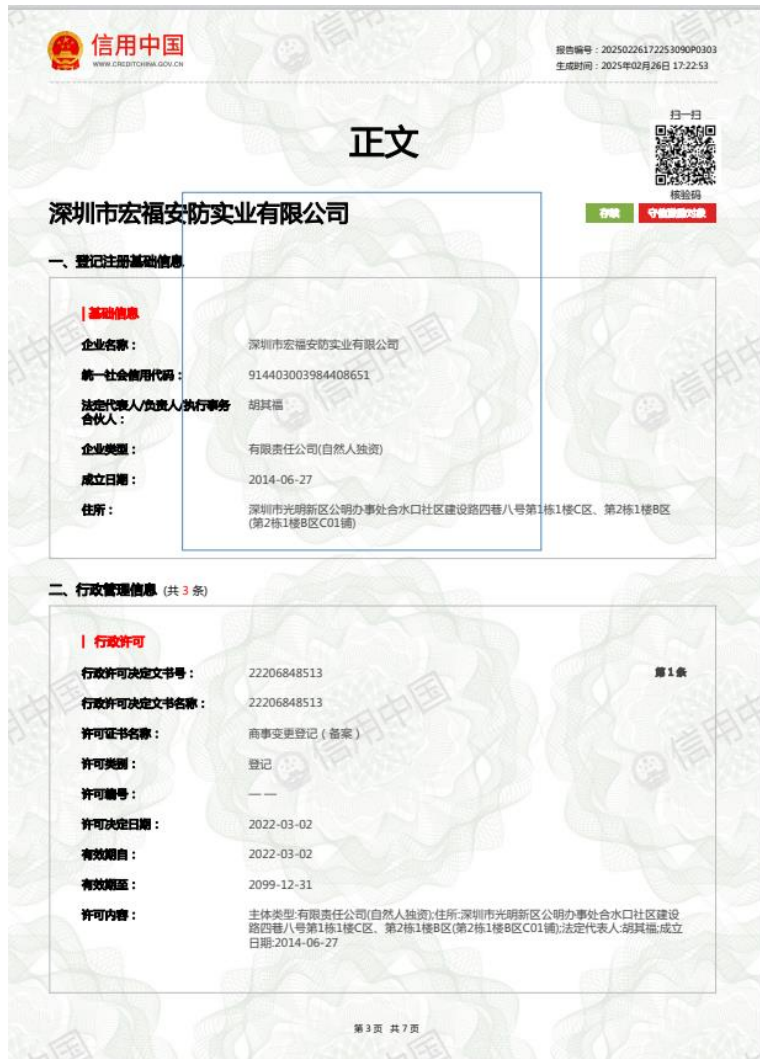 信用中国
WWW.CREDITCHINA.GOV.CN
报告编号：20250226172253090P0303
生成时间：2025年02月26日 17:22:53
正文
扫一扫
核验码
深圳市宏福安防实业有限公司
存续 守信激励对象
一、登记注册基础信息
基础信息
企业名称： 深圳市宏福安防实业有限公司
统一社会信用代码： 914403003984408651
法定代表人/负责人/执行事务 胡其福
合伙人：
企业类型： 有限责任公司(自然人独资)
成立日期： 2014-06-27
住所： 深圳市光明新区公明办事处合水口社区建设路四巷八号第1栋1楼C区、第2栋1楼B区
(第2栋1楼B区C01铺)
二、行政管理信息 (共 3 条)
行政许可
行政许可决定文书号： 22206848513 第1条
行政许可决定文书名称： 22206848513
许可证书名称： 商事变更登记（备案）
许可类别： 登记
许可编号： — —
许可决定日期： 2022-03-02
有效期自： 2022-03-02
有效期至： 2099-12-31
许可内容： 主体类型:有限责任公司(自然人独资);住所:深圳市光明新区公明办事处合水口社区建设
路四巷八号第1栋1楼C区、第2栋1楼B区(第2栋1楼B区C01铺);法定代表人:胡其福;成立
日期:2014-06-27
第 3 页 共 7 页